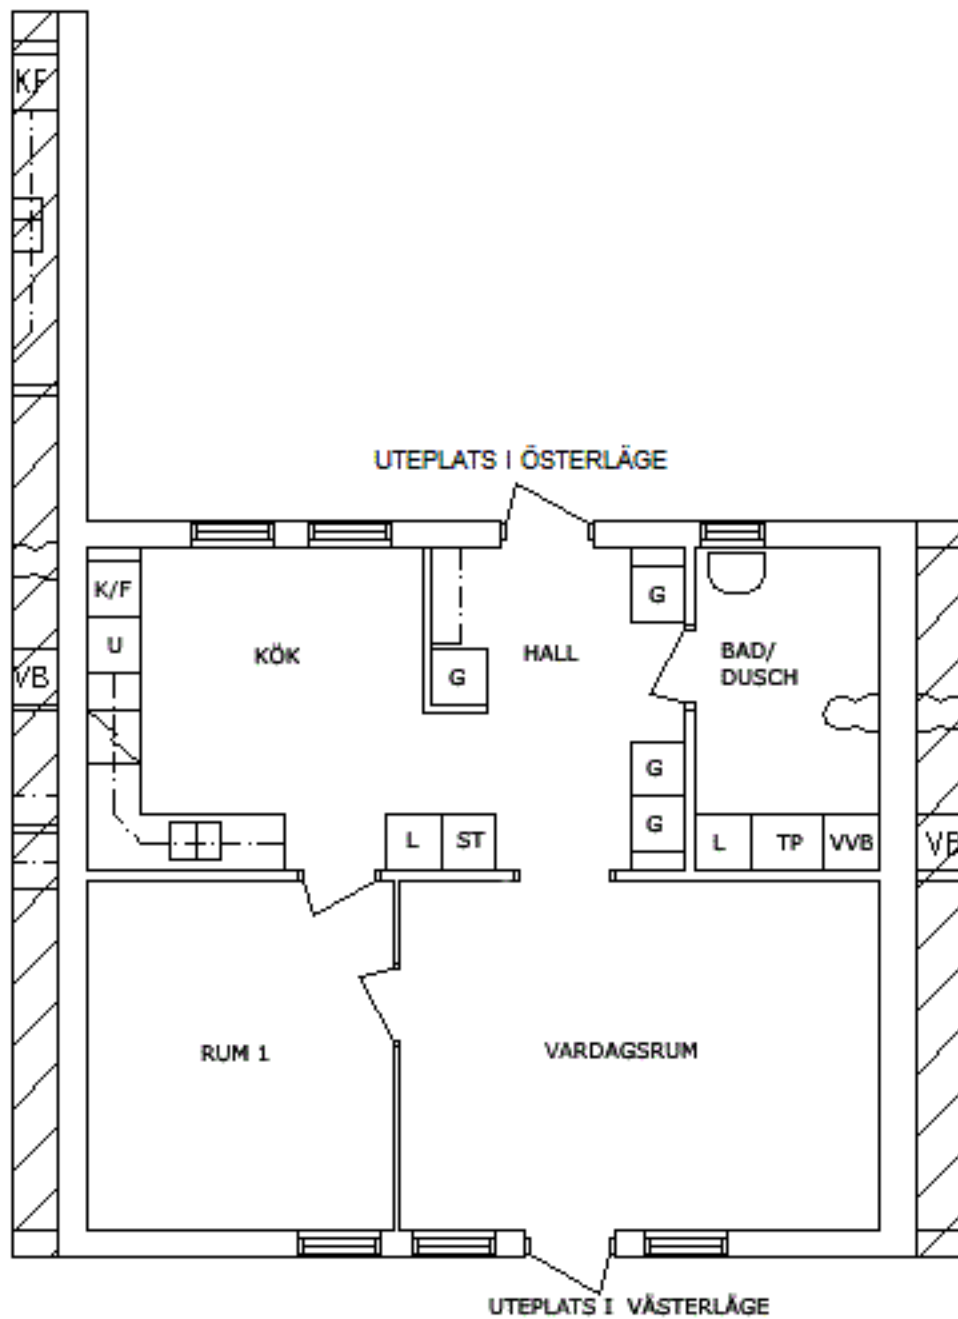 KF
UTEPLATS I ÖSTERLÄGE
K/F
G
U
KÖK
HALL
BAD/
DUSCH
VB
G
G
G
L
ST
L
TP
VVB
VB
RUM 1
VARDAGSRUM
UTEPLATS I VÄSTERLÄGE